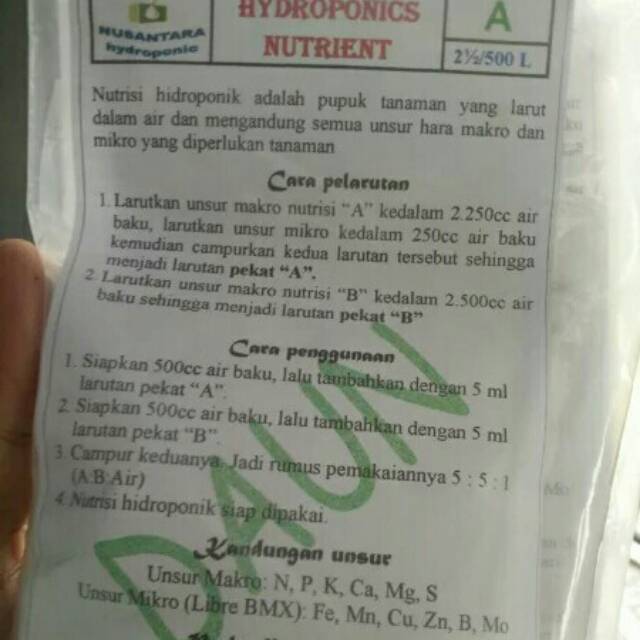 NUSANTARA
hydroponic
HYDROPONICS
NUTRIENT
A
2½/500 L
Nutrisi hidroponik adalah pupuk tanaman yang larut
dalam air dan mengandung semua unsur hara makro dan
mikro yang diperlukan tanaman
Cara pelarutan
1. Larutkan unsur makro nutrisi “A” kedalam 2.250cc air
baku, larutkan unsur mikro kedalam 250cc air baku
kemudian campurkan kedua larutan tersebut sehingga
menjadi larutan pekat “A”.
2. Larutkan unsur makro nutrisi “B” kedalam 2.500cc air
baku sehingga menjadi larutan pekat “B”
Cara penggunaan
1. Siapkan 500cc air baku, lalu tambahkan dengan 5 ml
larutan pekat “A”.
2. Siapkan 500cc air baku, lalu tambahkan dengan 5 ml
larutan pekat “B”.
3. Campur keduanya. Jadi rumus pemakaiannya 5 : 5 : 1
(A:B:Air)
4. Nutrisi hidroponik siap dipakai.
DAUN
Kandungan unsur
Unsur Makro: N, P, K, Ca, Mg, S
Unsur Mikro (Libre BMX): Fe, Mn, Cu, Zn, B, Mo